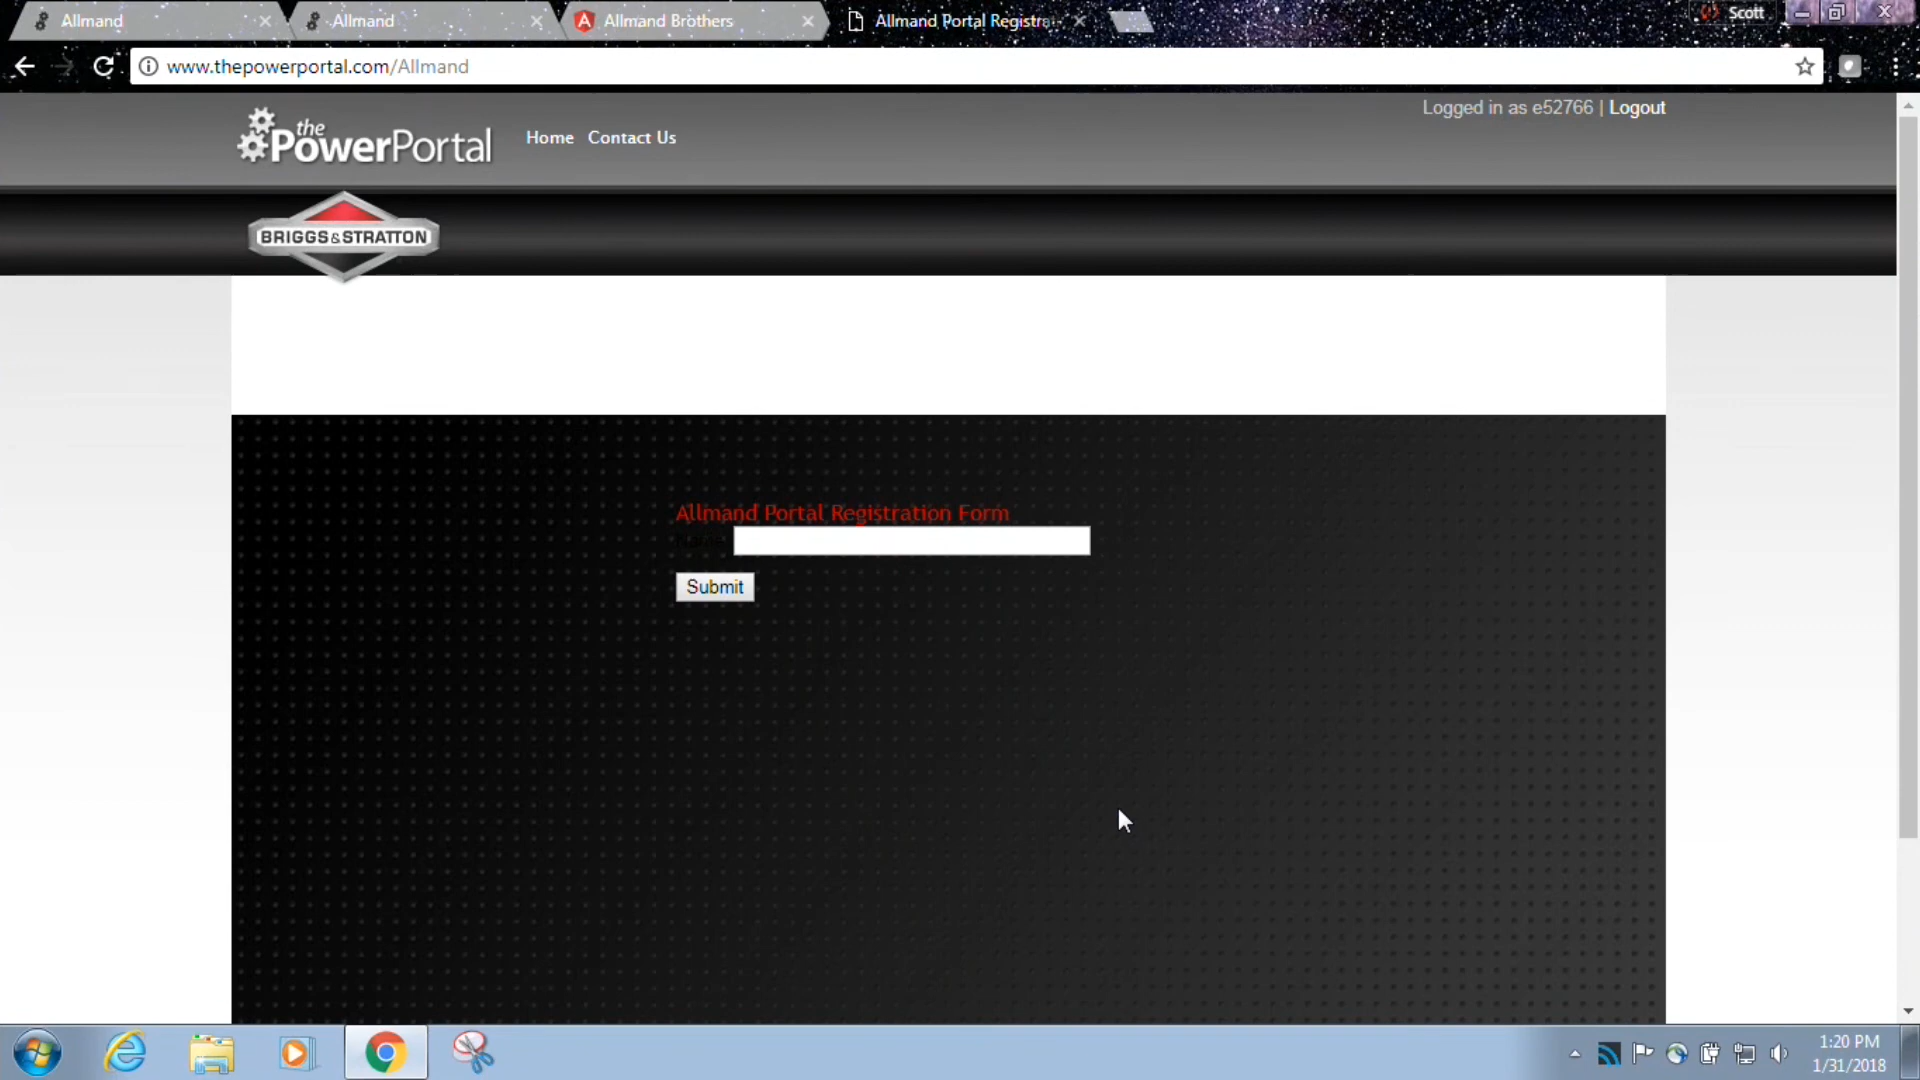 Allmand
Allmand
Allmand Brothers
Allmand Portal Registra
Scott
www.thepowerportal.com/Allmand
Logged in as e52766 | Logout
the
PowerPortal
Home Contact Us
BRIGGS&STRATTON
Allmand Portal Registration Form
Submit
1:20 PM
1/31/2018